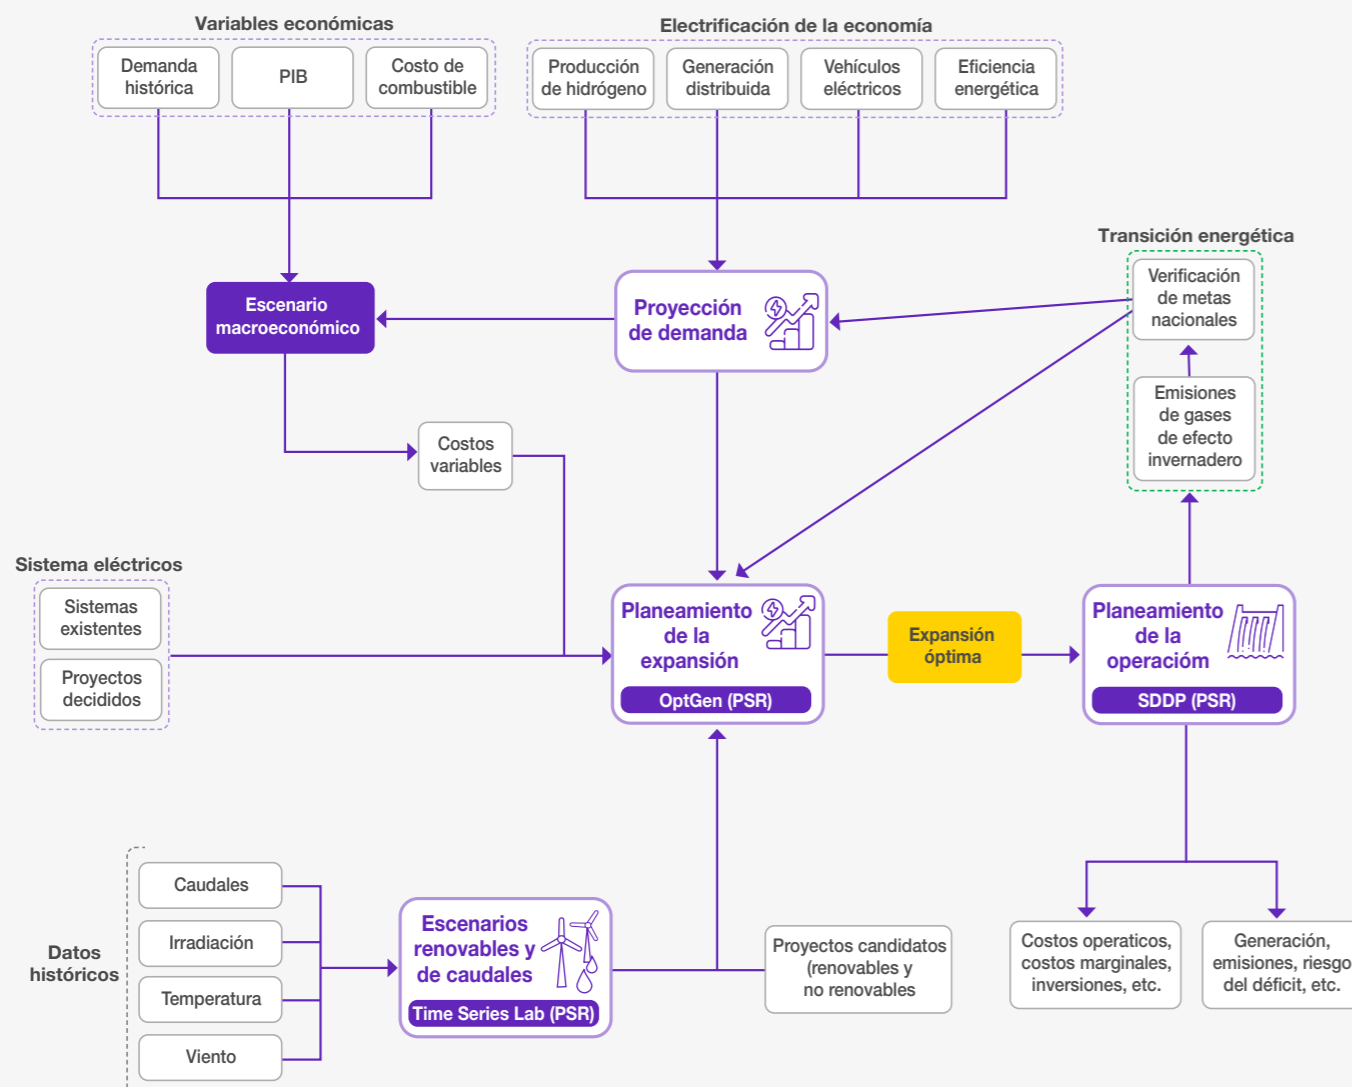 Variables económicas
Demanda
histórica
PIB
Costo de
combustible
Electrificación de la economía
Producción
de hidrógeno
Generación
distribuida
Vehículos
eléctricos
Eficiencia
energética
Transición energética
Verificación
de metas
nacionales
Emisiones
de gases
de efecto
invernadero
Escenario
macroeconómico
Proyección
de demanda
Costos
variables
Sistema eléctricos
Sistemas
existentes
Proyectos
decididos
Planeamiento
de la
expansión
OptGen (PSR)
Expansión
óptima
Planeamiento
de la
operacióm
SDDP (PSR)
Datos
históricos
Caudales
Irradiación
Temperatura
Viento
Escenarios
renovables y
de caudales
Time Series Lab (PSR)
Proyectos candidatos
(renovables y
no renovables
Costos operaticos,
costos marginales,
inversiones, etc.
Generación,
emisiones, riesgo
del déficit, etc.